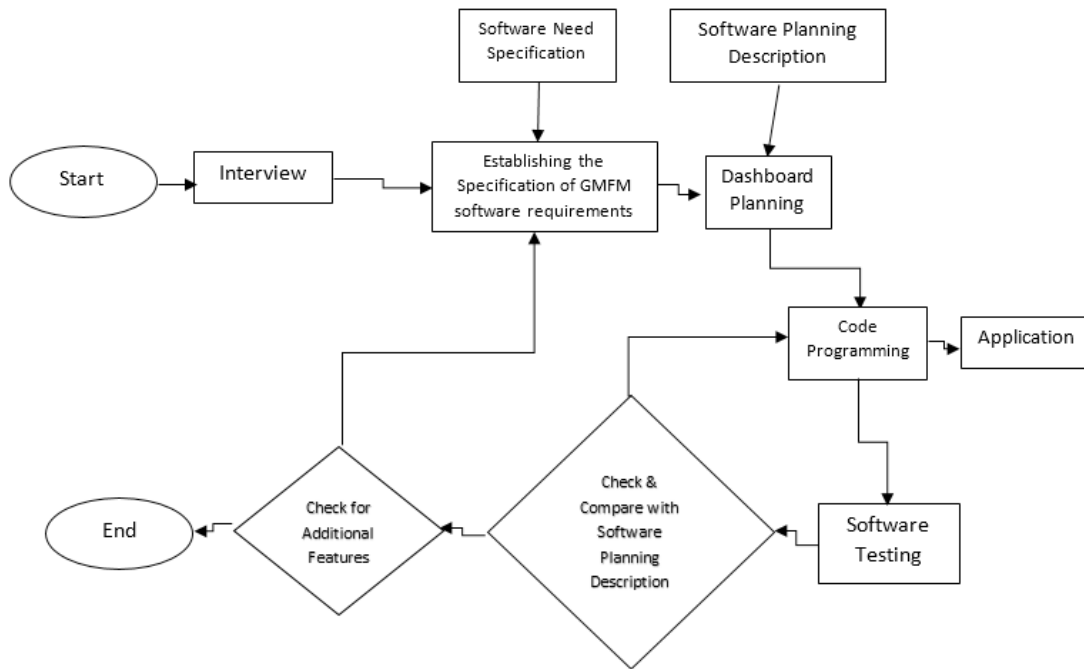 Software Need
Specification
Software Planning
Description
Start
Interview
Establishing the
Specification of GMFM
software requirements
Dashboard
Planning
Code
Programming
Application
Check &
Compare with
Software
Planning
Description
Check for
Additional
Features
End
Software
Testing